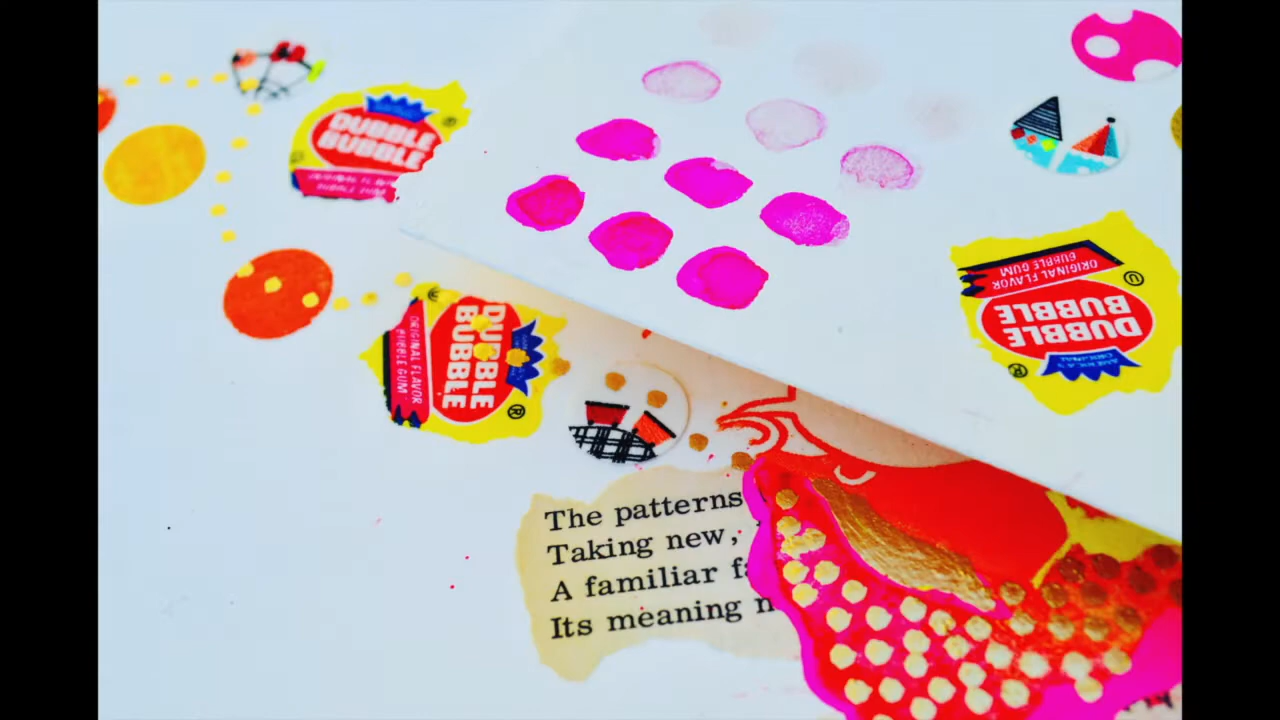 DUBBLE
BUBBLE
DUBBLE
BUBBLE
ORIGINAL FLAVOR
BUBBLE GUM
®
ORIGINAL FLAVOR
BUBBLE GUM
DUBBLE
BUBBLE
®
The patterns
Taking new,
A familiar
Its meaning